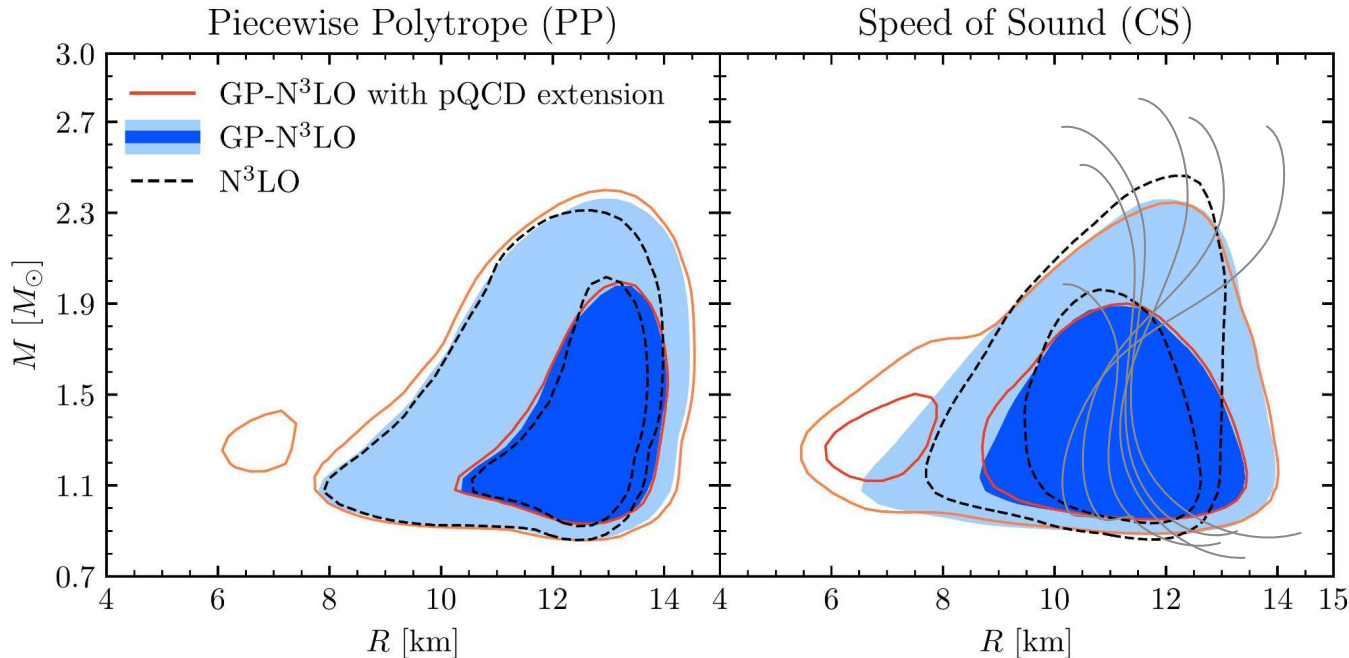 Piecewise Polytrope (PP)
Speed of Sound (CS)
GP-N³LO with pQCD extension
GP-N³LO
N³LO
M [M⊙]
3.0
2.7
2.3
1.9
1.5
1.1
0.7
4 6 8 10 12 14
4 6 8 10 12 14 15
R [km]
R [km]